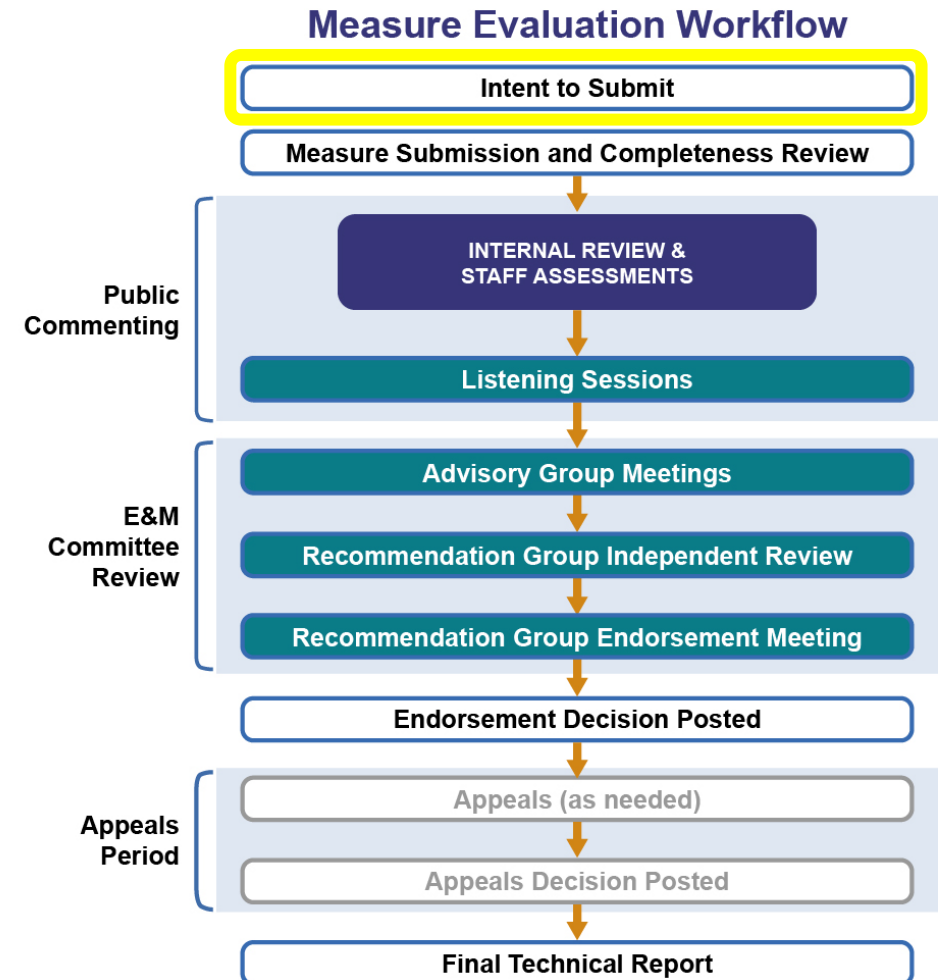 Measure Evaluation Workflow
Intent to Submit
Measure Submission and Completeness Review
Public
Commenting
INTERNAL REVIEW &
STAFF ASSESSMENTS
Listening Sessions
E&M
Committee
Review
Advisory Group Meetings
Recommendation Group Independent Review
Recommendation Group Endorsement Meeting
Endorsement Decision Posted
Appeals
Period
Appeals (as needed)
Appeals Decision Posted
Final Technical Report